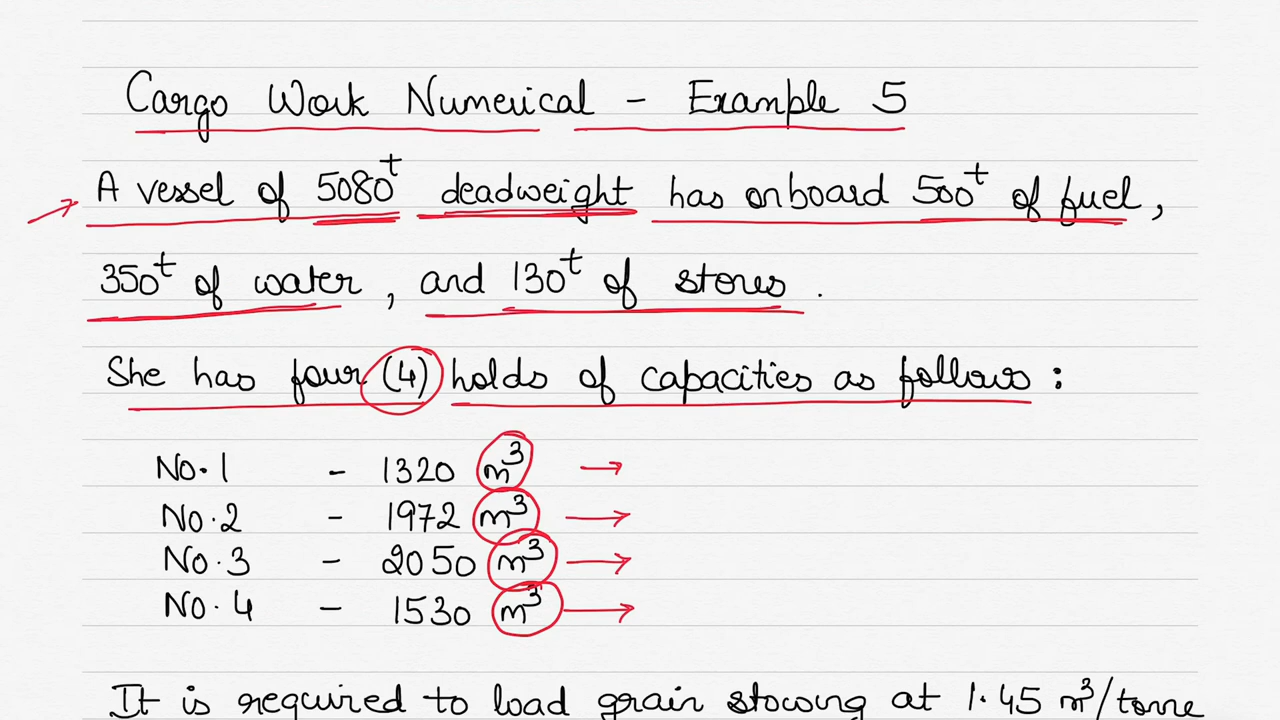 Cargo Work Numerical - Example 5
A vessel of 5080t deadweight has onboard 500t of fuel,
350t of water, and 130t of stores.
She has four (4) holds of capacities as follows:
No.1 - 1320 m³
No.2 - 1972 m³
No.3 - 2050 m³
No.4 - 1530 m³
It is required to load grain stowing at 1.45 m³/tonne